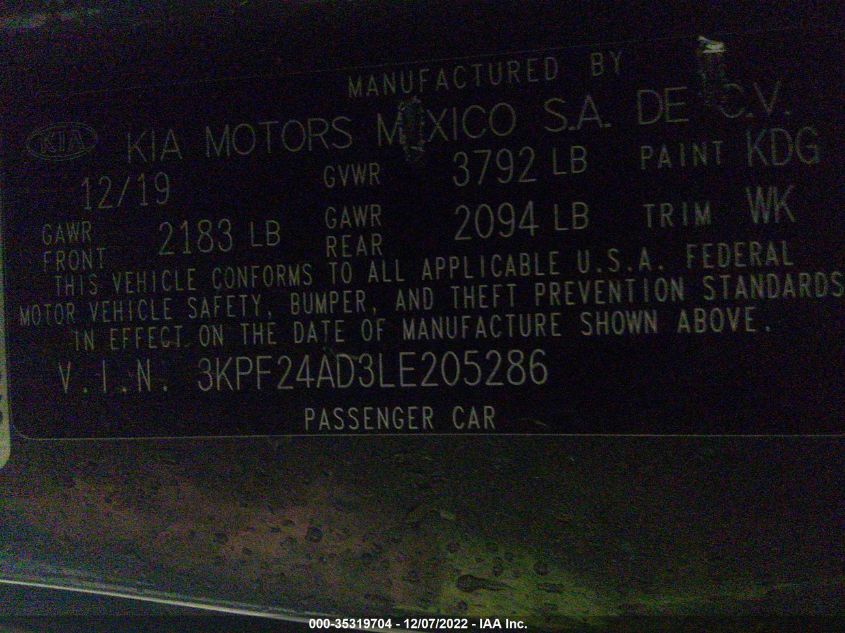 MANUFACTURED BY
KIA KIA MOTORS MEXICO S.A. DE C.V.
12/19 GVWR 3792 LB PAINT KDG
GAWR FRONT 2183 LB GAWR REAR 2094 LB TRIM WK
THIS VEHICLE CONFORMS TO ALL APPLICABLE U.S.A. FEDERAL
MOTOR VEHICLE SAFETY, BUMPER, AND THEFT PREVENTION STANDARDS
IN EFFECT ON THE DATE OF MANUFACTURE SHOWN ABOVE.
V.I.N. 3KPF24AD3LE205286
PASSENGER CAR
000-35319704 - 12/07/2022 - IAA Inc.